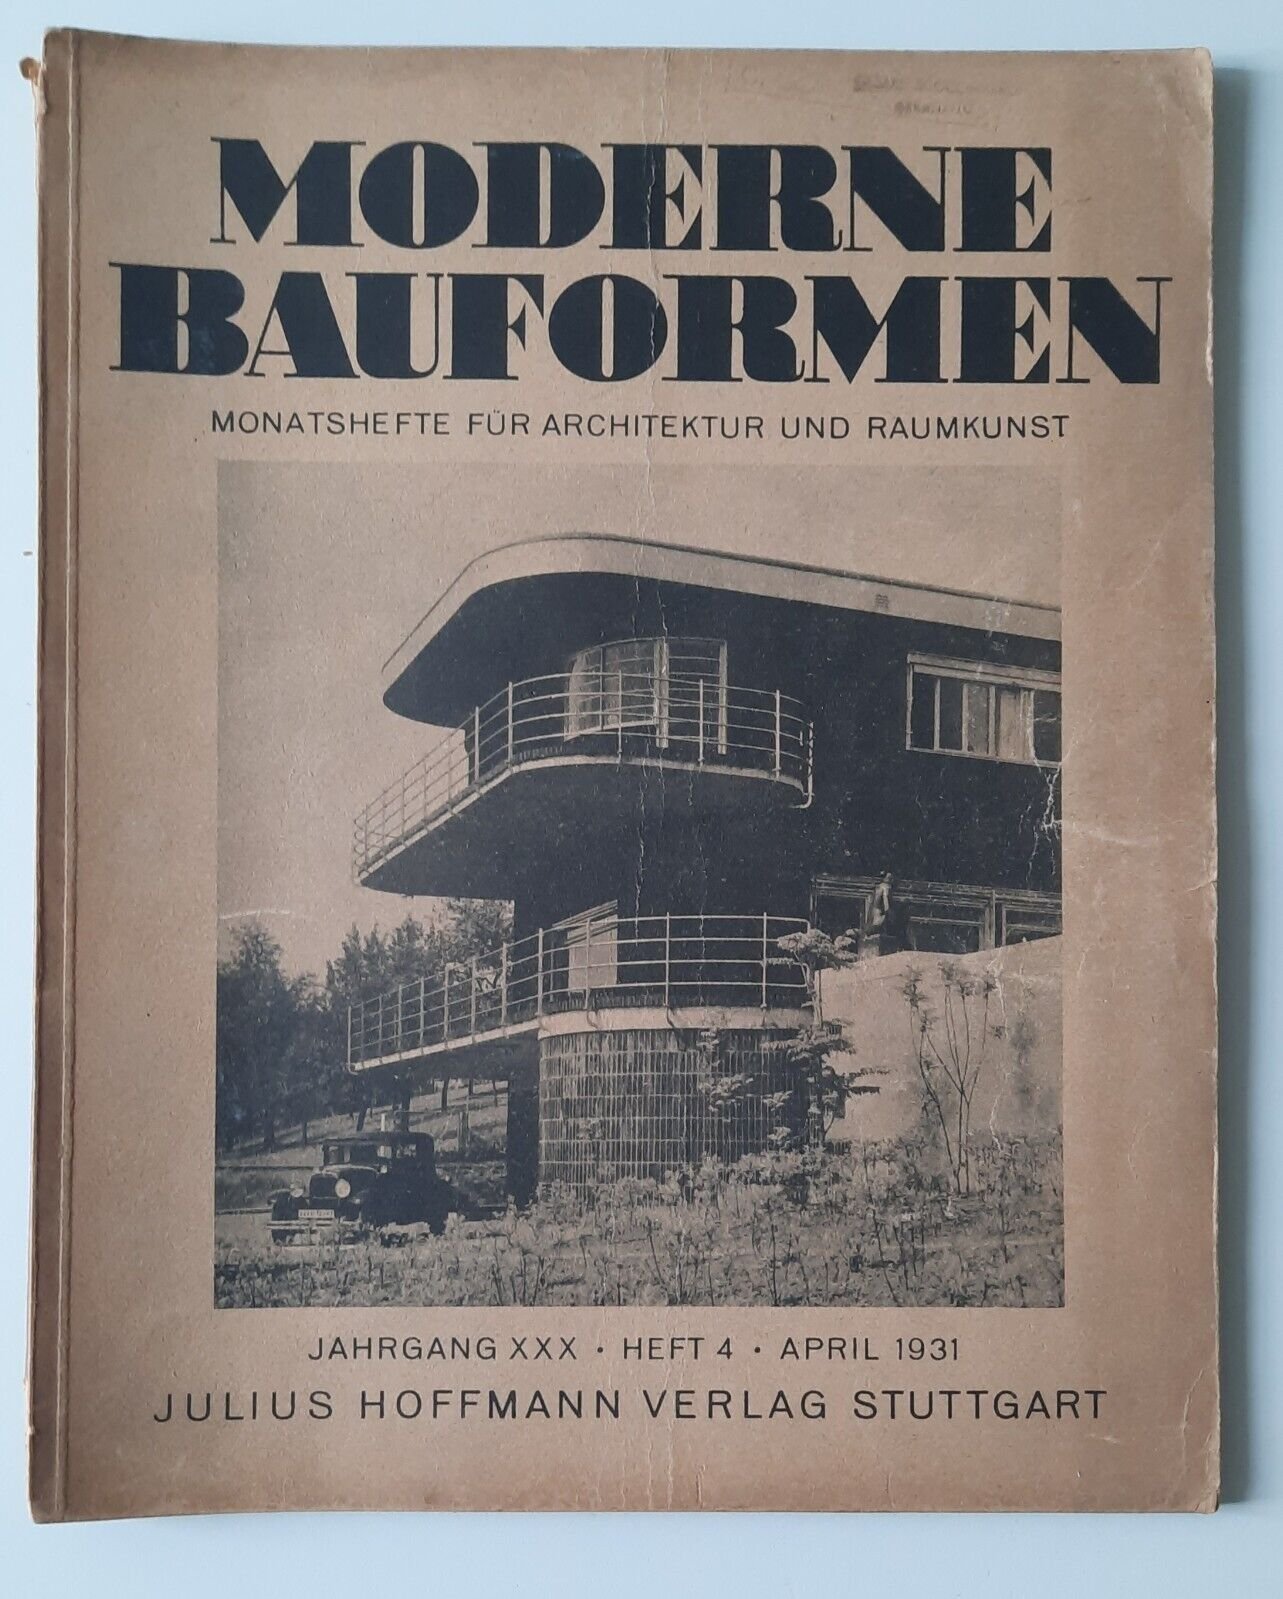 MODERNE
BAUFORMEN
MONATSHEFTE FÜR ARCHITEKTUR UND RAUMKUNST
JAHRGANG XXX • HEFT 4 • APRIL 1931
JULIUS HOFFMANN VERLAG STUTTGART